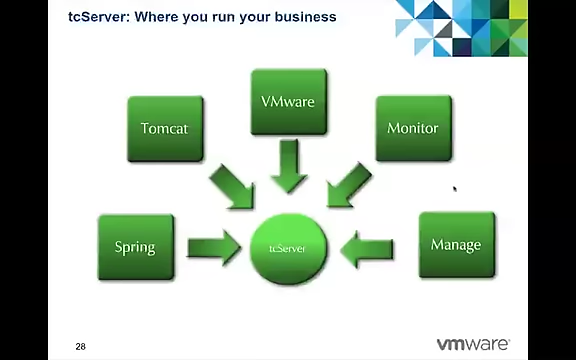 tcServer: Where you run your business
VMware
Tomcat
Monitor
Spring
tcServer
Manage
28
vmware